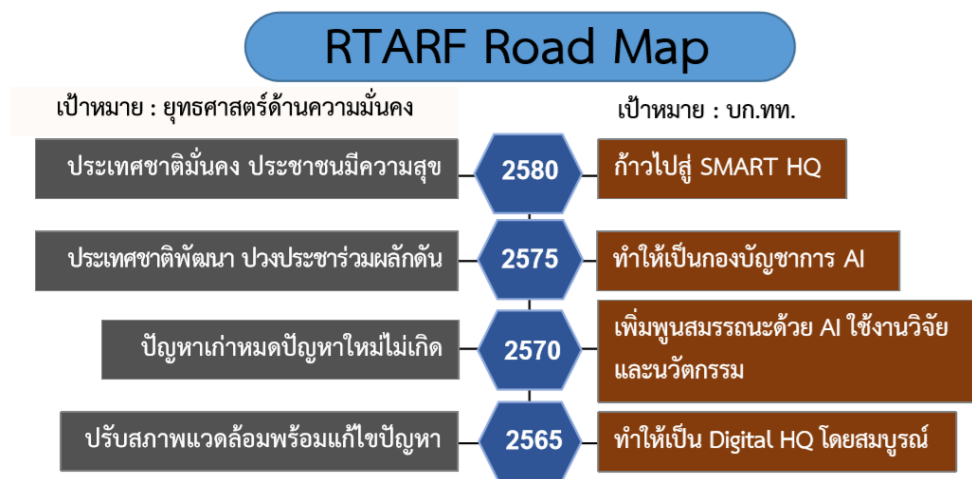 RTARF Road Map
เป้าหมาย : ยุทธศาสตร์ด้านความมั่นคง
เป้าหมาย : บก.ทท.
ประเทศชาติมั่นคง ประชาชนมีความสุข
2580
ก้าวไปสู่ SMART HQ
ประเทศชาติพัฒนา ปวงประชาร่วมผลักดัน
2575
ทำให้เป็นกองบัญชาการ AI
ปัญหาเก่าหมดปัญหาใหม่ไม่เกิด
2570
เพิ่มพูนสมรรถนะด้วย AI ใช้งานวิจัย
และนวัตกรรม
ปรับสภาพแวดล้อมพร้อมแก้ไขปัญหา
2565
ทำให้เป็น Digital HQ โดยสมบูรณ์